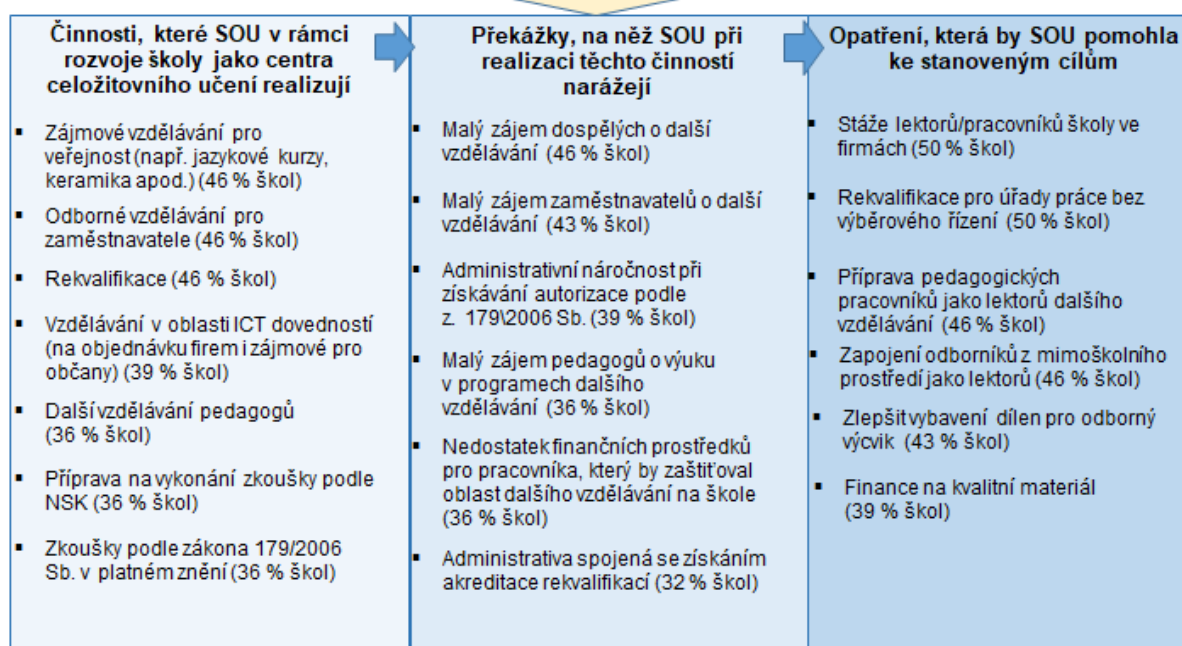 Činnosti, které SOU v rámci
rozvoje školy jako centra
celožitovního učení realizují
▪ Zájmové vzdělávání pro
veřejnost (např. jazykové kurzy,
keramika apod.) (46 % škol)
▪ Odborné vzdělávání pro
zaměstnavatele (46 % škol)
▪ Rekvalifikace (46 % škol)
▪ Vzdělávání v oblasti ICT dovedností
(na objednávku firem i zájmové pro
občany) (39 % škol)
▪ Další vzdělávání pedagogů
(36 % škol)
▪ Příprava na vykonání zkoušky podle
NSK (36 % škol)
▪ Zkoušky podle zákona 179/2006
Sb. v platném znění (36 % škol)
Překážky, na něž SOU při
realizaci těchto činností
narážejí
▪ Malý zájem dospělých o další
vzdělávání (46 % škol)
▪ Malý zájem zaměstnavatelů o další
vzdělávání (43 % škol)
▪ Administrativní náročnost při
získávání autorizace podle
z. 179\2006 Sb. (39 % škol)
▪ Malý zájem pedagogů o výuku
v programech dalšího
vzdělávání (36 % škol)
▪ Nedostatek finančních prostředků
pro pracovníka, který by zaštiťoval
oblast dalšího vzdělávání na škole
(36 % škol)
▪ Administrativa spojená se získáním
akreditace rekvalifikací (32 % škol)
Opatření, která by SOU pomohla
ke stanoveným cílům
▪ Stáže lektorů/pracovníků školy ve
firmách (50 % škol)
▪ Rekvalifikace pro úřady práce bez
výběrového řízení (50 % škol)
▪ Příprava pedagogických
pracovníků jako lektorů dalšího
vzdělávání (46 % škol)
▪ Zapojení odborníků z mimoškolního
prostředí jako lektorů (46 % škol)
▪ Zlepšit vybavení dílen pro odborný
výcvik (43 % škol)
▪ Finance na kvalitní materiál
(39 % škol)